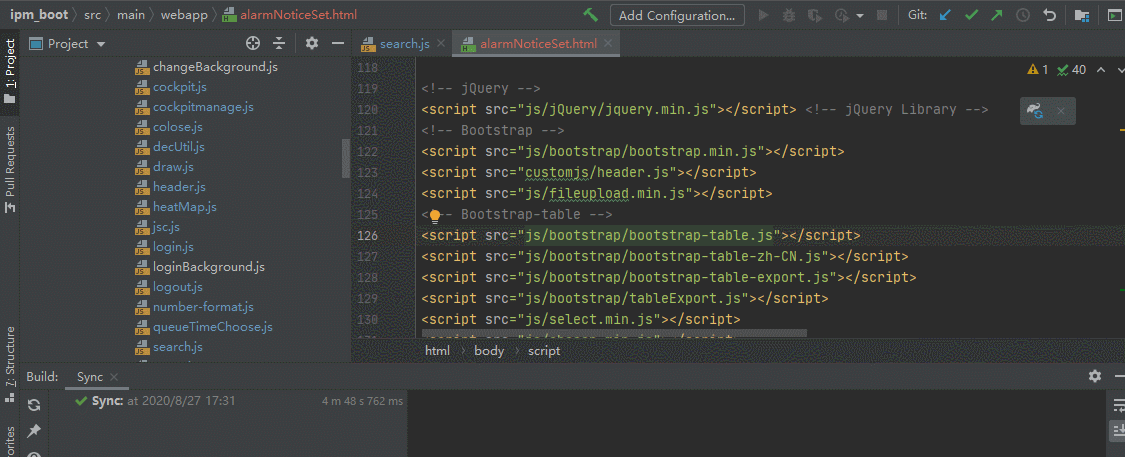 ipm_boot src main webapp alarmNoticeSet.html Add Configuration... Git:
1: Project
Pull Requests
7: Structure
Project
changeBackground.js
cockpit.js
cockpitmanage.js
colose.js
decUtil.js
draw.js
header.js
heatMap.js
jsc.js
login.js
loginBackground.js
logout.js
number-format.js
queueTimeChoose.js
search.js
search.js alarmNoticeSet.html
1 40
118
119 <!-- jQuery -->
120 <script src="js/jQuery/jquery.min.js"></script> <!-- jQuery Library -->
121 <!-- Bootstrap -->
122 <script src="js/bootstrap/bootstrap.min.js"></script>
123 <script src="customjs/header.js"></script>
124 <script src="js/fileupload.min.js"></script>
125 <!-- Bootstrap-table -->
126 <script src="js/bootstrap/bootstrap-table.js"></script>
127 <script src="js/bootstrap/bootstrap-table-zh-CN.js"></script>
128 <script src="js/bootstrap/bootstrap-table-export.js"></script>
129 <script src="js/bootstrap/tableExport.js"></script>
130 <script src="js/select.min.js"></script>
html body script
Build: Sync
Sync: at 2020/8/27 17:31 4 m 48 s 762 ms